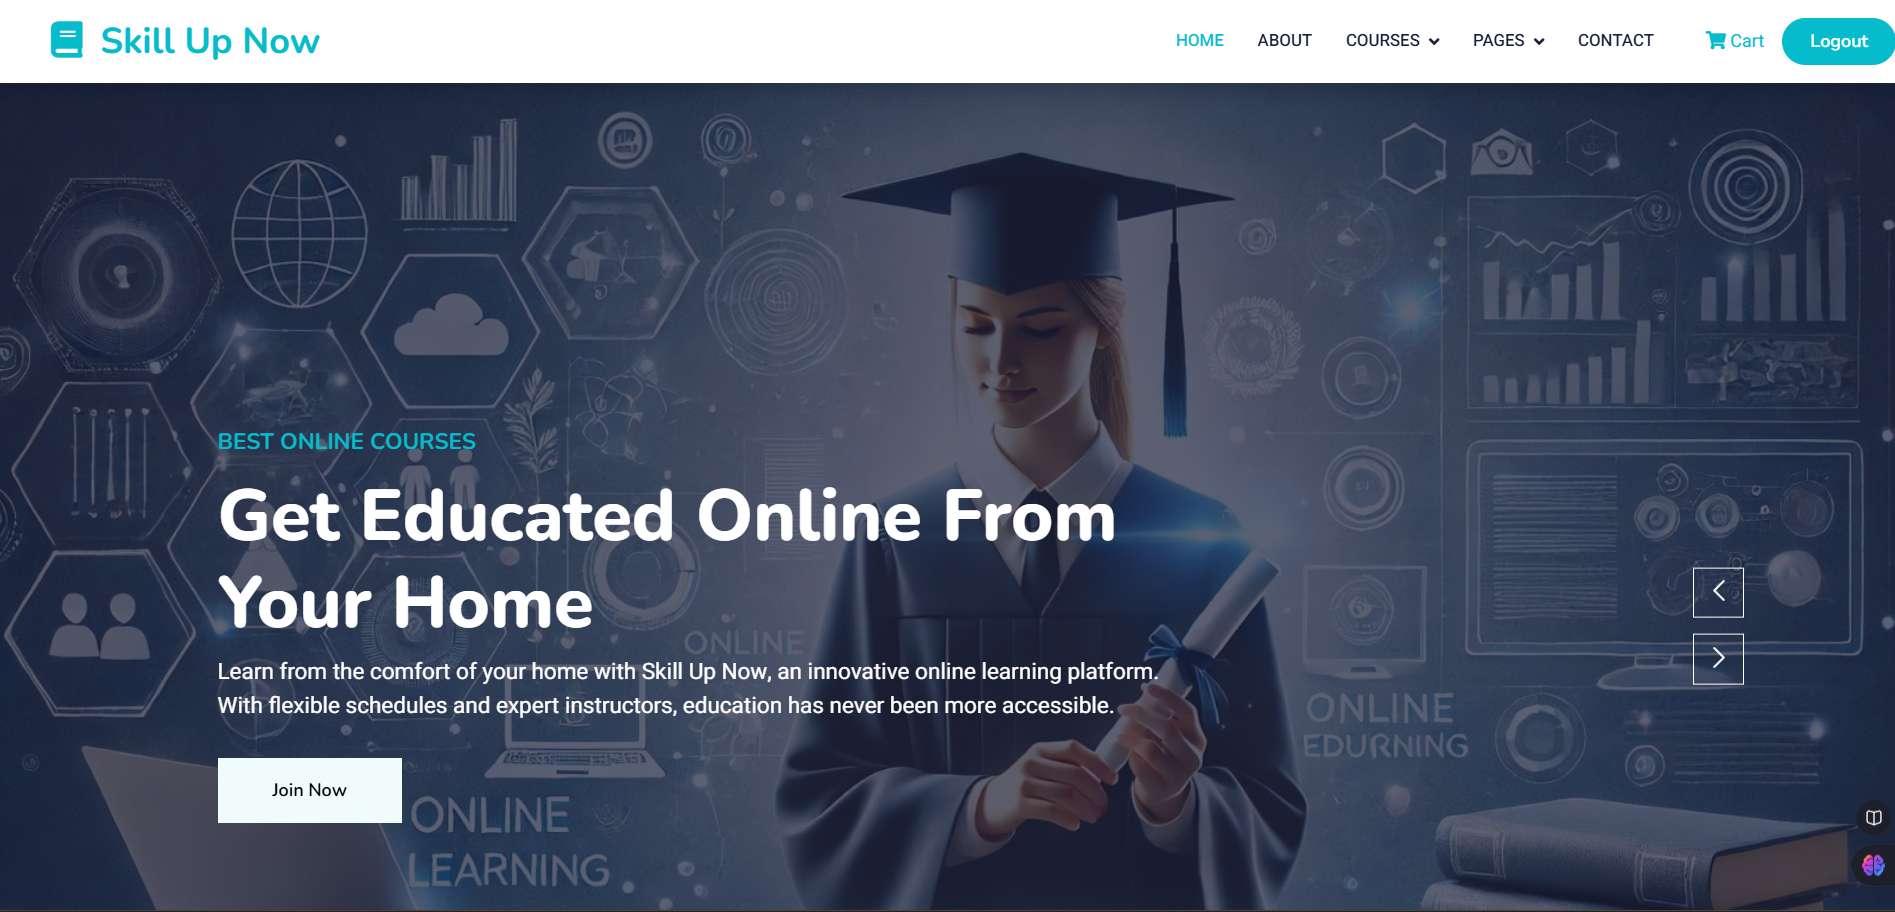 Skill Up Now
HOME ABOUT COURSES PAGES CONTACT Cart Logout
BEST ONLINE COURSES
Get Educated Online From
Your Home
ONLINE
Learn from the comfort of your home with Skill Up Now, an innovative online learning platform.
With flexible schedules and expert instructors, education has never been more accessible.
ONLINE
EDURNING
Join Now
ONLINE
LEARNING